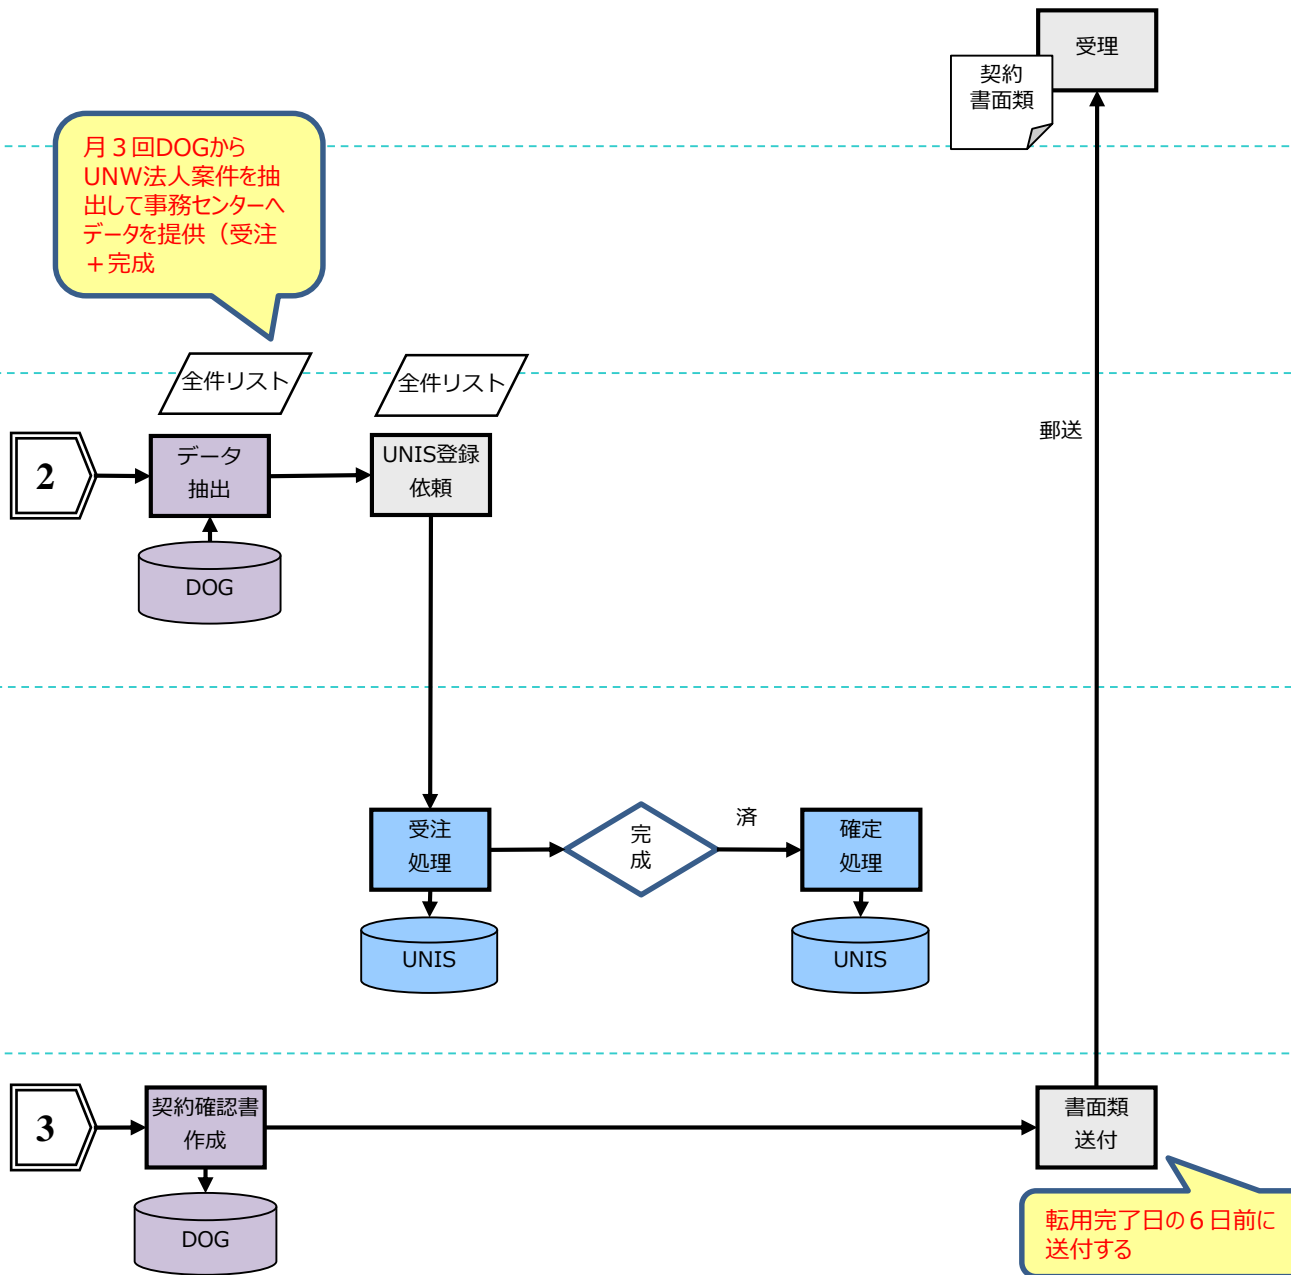 受理
契約
書面類
月３回DOGから
UNW法人案件を抽
出して事務センターへ
データを提供（受注
＋完成
全件リスト
全件リスト
2
データ
抽出
UNIS登録
依頼
郵送
DOG
受注
処理
完
成
済
確定
処理
UNIS
UNIS
3
契約確認書
作成
書面類
送付
DOG
転用完了日の６日前に
送付する